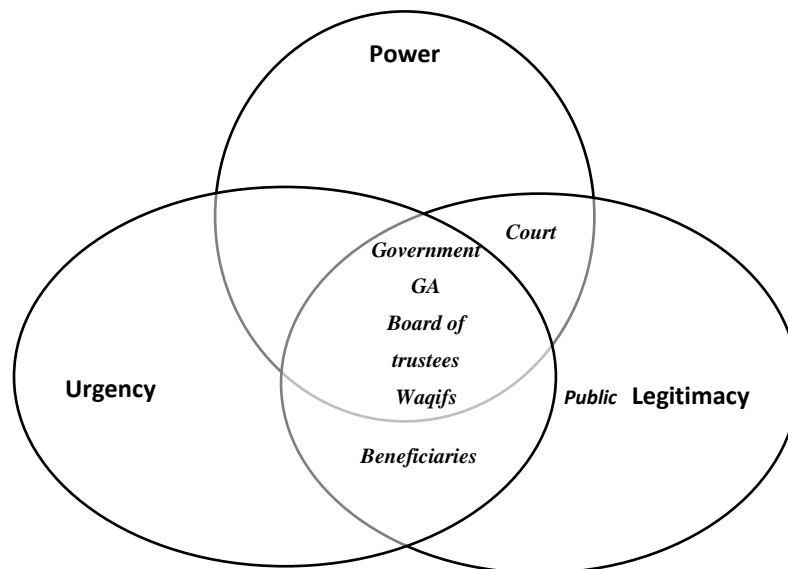 Power
Court
Government
GA
Board of
trustees
Waqifs
Urgency
Public
Legitimacy
Beneficiaries